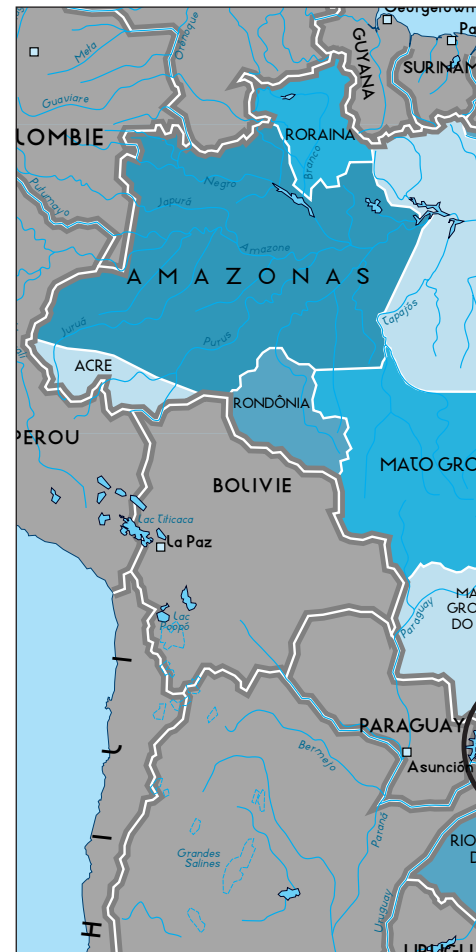 Georgetown
Pa
Orénoque
Meta
GUYANA
SURINAM
Guaviare
LOMBIE
RORAINA
Branco
Putumayo
Negro
Japurá
Amazone
AMAZONAS
Tapajós
Juruá
Purus
ACRE
RONDÔNIA
PEROU
MATO GRO
BOLIVIE
Lac Titicaca
La Paz
Lac
Poopó
MA
GRO
DO
Paraguay
PARAGUAY
Bermejo
Asunción
Paraná
RIO
D
Grandes
Salines
Uruguay
URUGU
H I L I